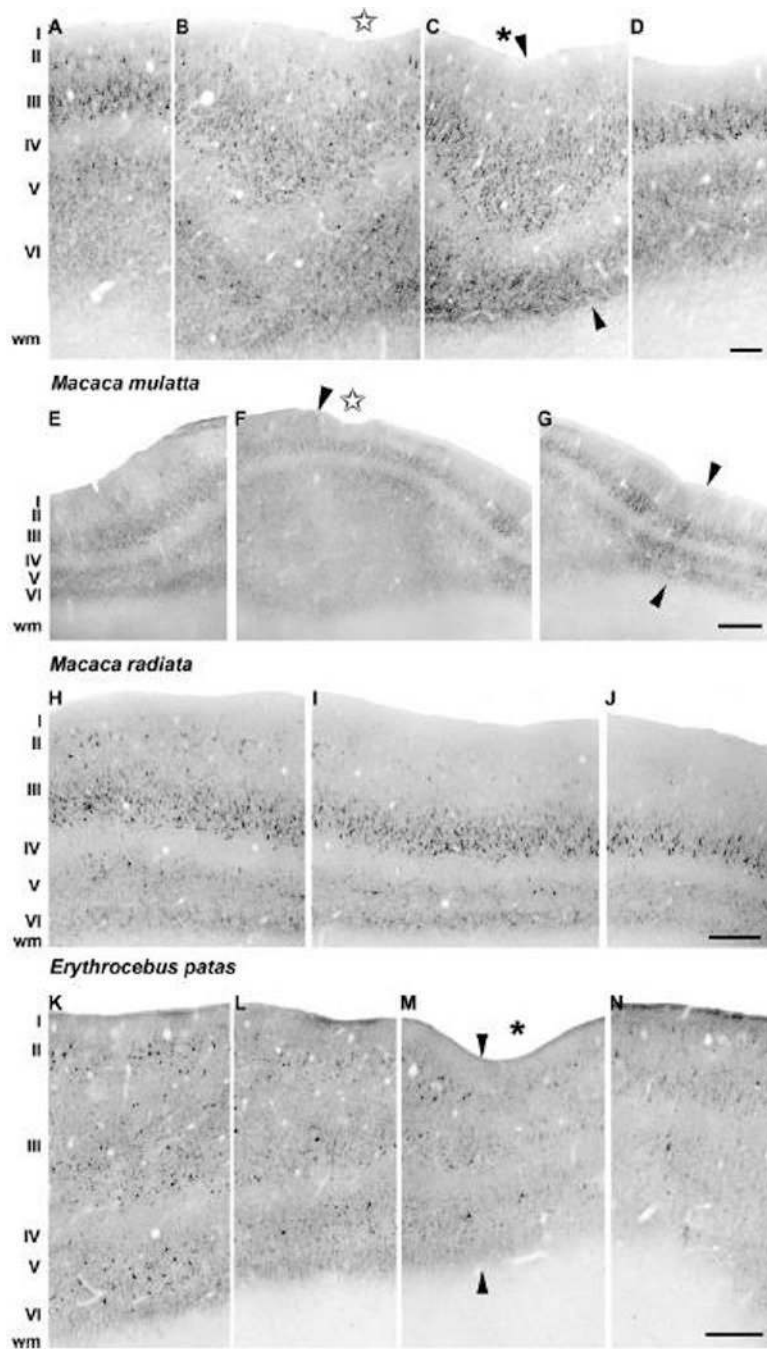 A B C D
I
II
III
IV
V
VI
wm
Macaca mulatta
E F G
I
II
III
IV
V
VI
wm
Macaca radiata
H I J
I
II
III
IV
V
VI
wm
Erythrocebus patas
K L M N
I
II
III
IV
V
VI
wm